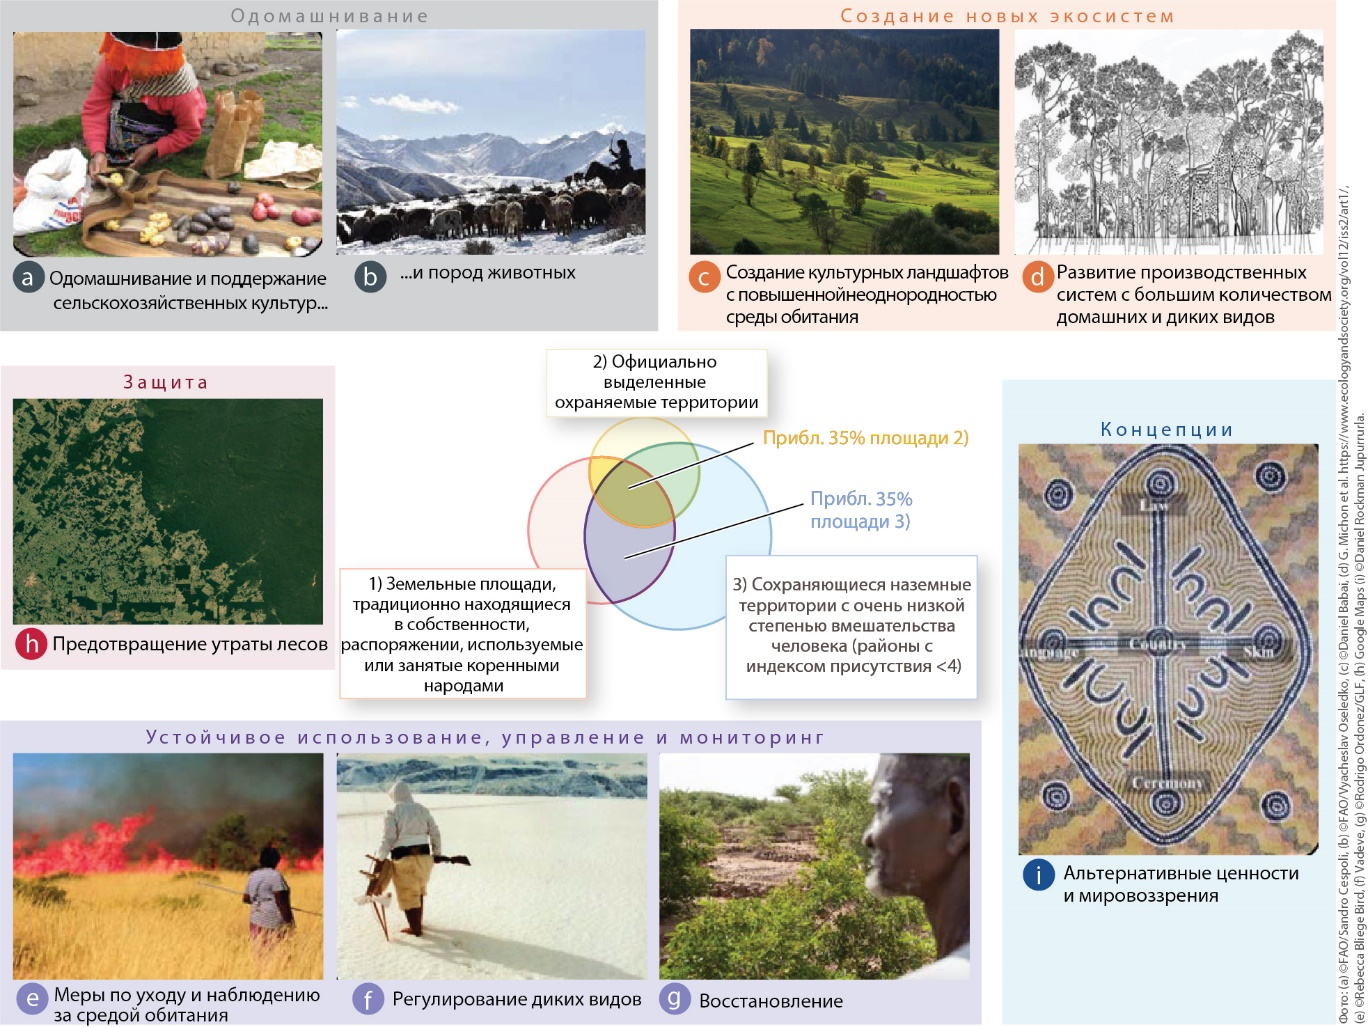 Одомашнивание
Создание новых экосистем
a Одомашнивание и поддержание
сельскохозяйственных культур...
b ...и пород животных
c Создание культурных ландшафтов
с повышеннойнеоднородностью
среды обитания
d Развитие производственных
систем с большим количеством
домашних и диких видов
Защита
h Предотвращение утраты лесов
2) Официально
выделенные
охраняемые территории
Прибл. 35% площади 2)
Прибл. 35%
площади 3)
1) Земельные площади,
традиционно находящиеся
в собственности,
распоряжении, используемые
или занятые коренными
народами
3) Сохраняющиеся наземные
территории с очень низкой
степенью вмешательства
человека (районы с
индексом присутствия <4)
Концепции
Law
anguage
Country
Skin
Ceremony
i Альтернативные ценности
и мировоззрения
Устойчивое использование, управление и мониторинг
e Меры по уходу и наблюдению
за средой обитания
f Регулирование диких видов
g Восстановление
Фото: (a) ©FAO/Sandro Cespoli, (b) ©FAO/Vyacheslav Oseledko, (c) ©Daniel Babai, (d) G. Michon et al. https://www.ecologyandsociety.org/vol12/iss2/art1/,
(e) ©Rebecca Bliege Bird, (f) Vadeve, (g) ©Rodrigo Ordonez/GLF, (h) Google Maps (i) ©Daniel Rockman Jupurrurla.